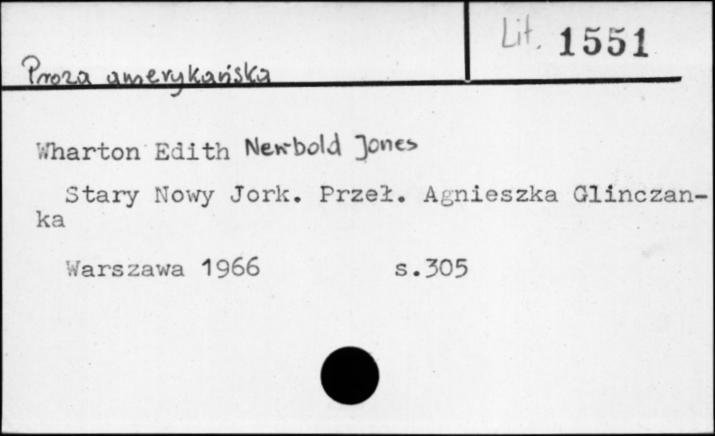 Lit. 1551
Proza amerykańska
Wharton Edith Newbold Jones
Stary Nowy Jork. Przeł. Agnieszka Glinczan-
ka
Warszawa 1966 s.305